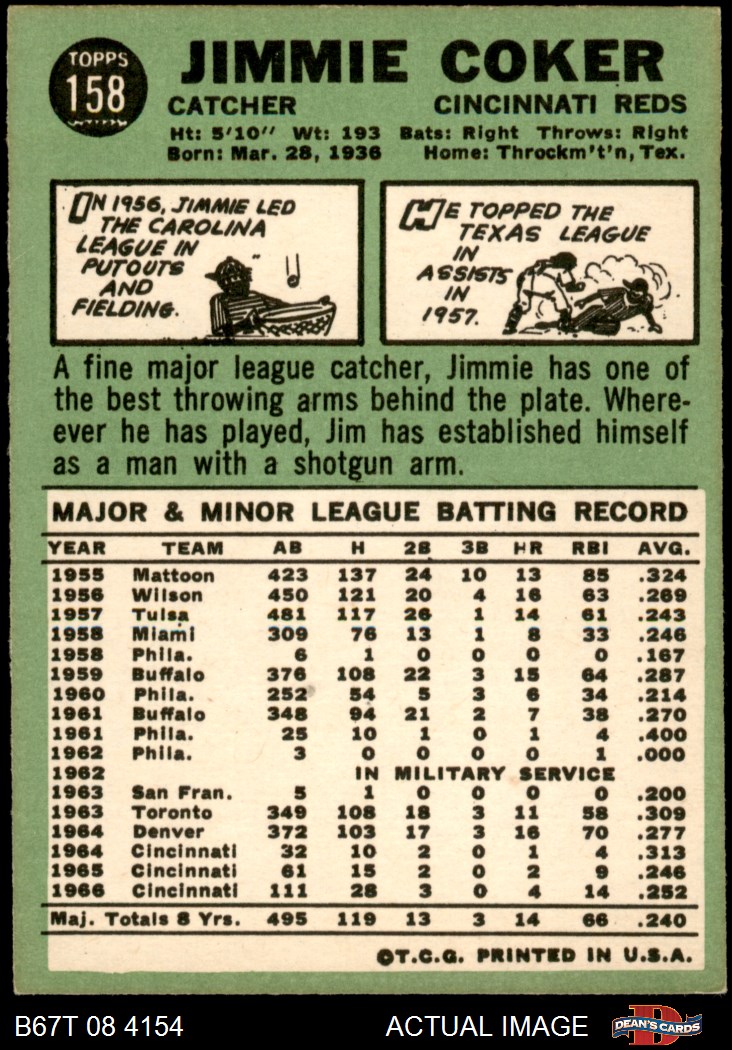 TOPPS
158
JIMMIE COKER
CATCHER CINCINNATI REDS
Ht: 5'10" Wt: 193 Bats: Right Throws: Right
Born: Mar. 28, 1936 Home: Throckm't'n, Tex.
IN 1956, JIMMIE LED
THE CAROLINA
LEAGUE IN
PUTOUTS
AND
FIELDING.
HE TOPPED THE
TEXAS LEAGUE
IN
ASSISTS
IN
1957.
A fine major league catcher, Jimmie has one of
the best throwing arms behind the plate. Where-
ever he has played, Jim has established himself
as a man with a shotgun arm.
MAJOR & MINOR LEAGUE BATTING RECORD
YEAR TEAM AB H 2B 3B HR RBI AVG.
1955 Mattoon 423 137 24 10 13 85 .324
1956 Wilson 450 121 20 4 16 63 .269
1957 Tulsa 481 117 26 1 14 61 .243
1958 Miami 309 76 13 1 8 33 .246
1958 Phila. 6 1 0 0 0 0 .167
1959 Buffalo 376 108 22 3 15 64 .287
1960 Phila. 252 54 5 3 6 34 .214
1961 Buffalo 348 94 21 2 7 38 .270
1961 Phila. 25 10 1 0 1 4 .400
1962 Phila. 3 0 0 0 0 1 .000
1962 IN MILITARY SERVICE
1963 San Fran. 5 1 0 0 0 0 .200
1963 Toronto 349 108 18 3 11 58 .309
1964 Denver 372 103 17 3 16 70 .277
1964 Cincinnati 32 10 2 0 1 4 .313
1965 Cincinnati 61 15 2 0 2 9 .246
1966 Cincinnati 111 28 3 0 4 14 .252
Maj. Totals 8 Yrs. 495 119 13 3 14 66 .240
©T.C.G. PRINTED IN U.S.A.
B67T 08 4154 ACTUAL IMAGE
D
DEAN'S CARDS